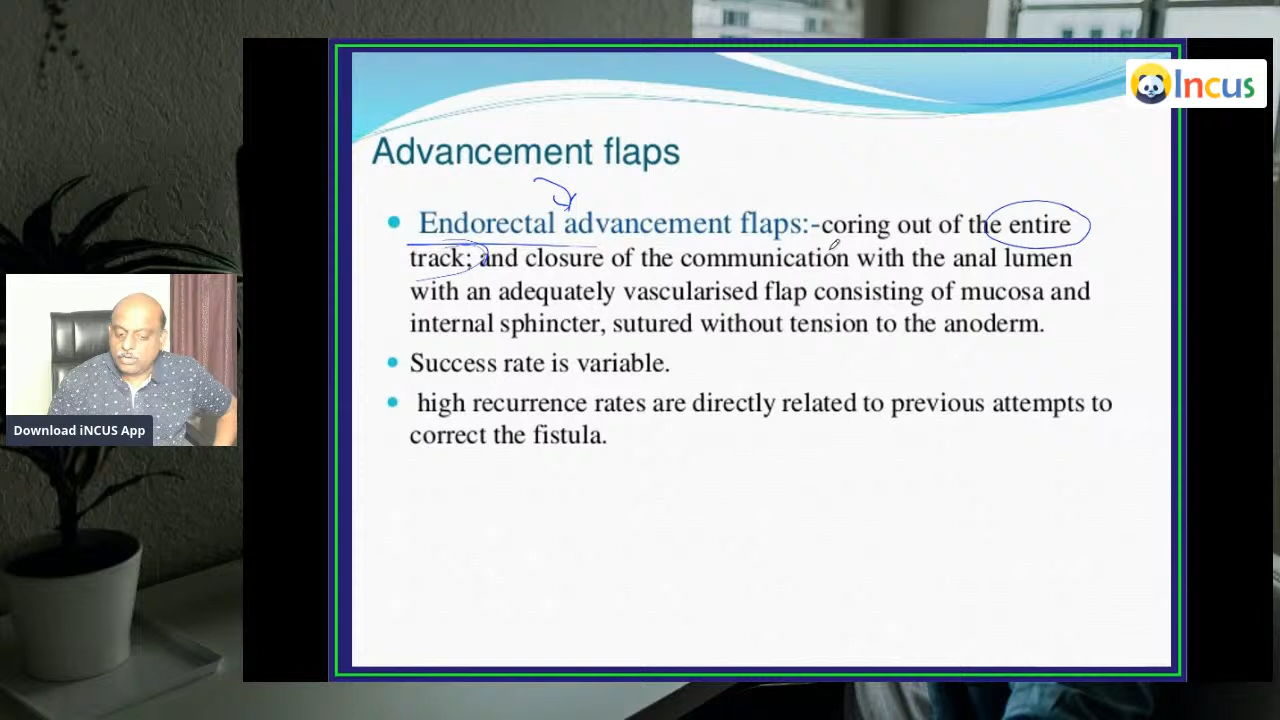 Incus
Advancement flaps
Endorectal advancement flaps:-coring out of the entire
track; and closure of the communication with the anal lumen
with an adequately vascularised flap consisting of mucosa and
internal sphincter, sutured without tension to the anoderm.
Success rate is variable.
high recurrence rates are directly related to previous attempts to
correct the fistula.
Download iNCUS App